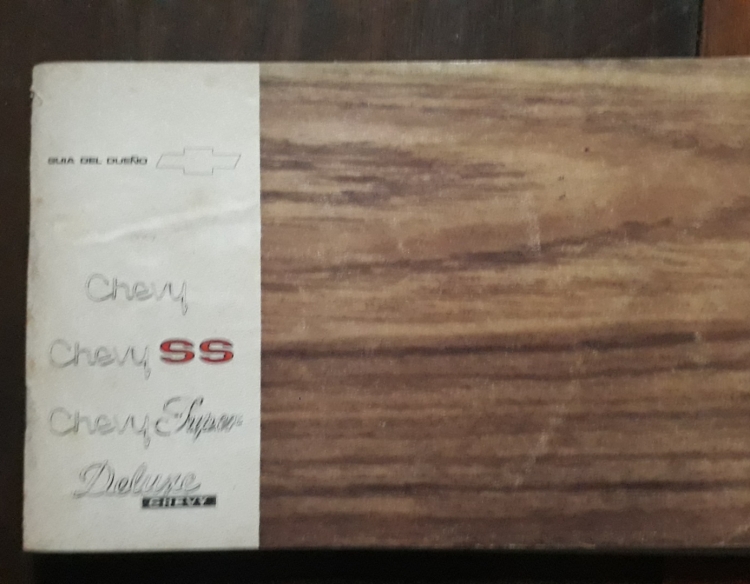 GUIA DEL DUEÑO
Chevy
Chevy SS
Chevy Super
Deluxe
CHEVY